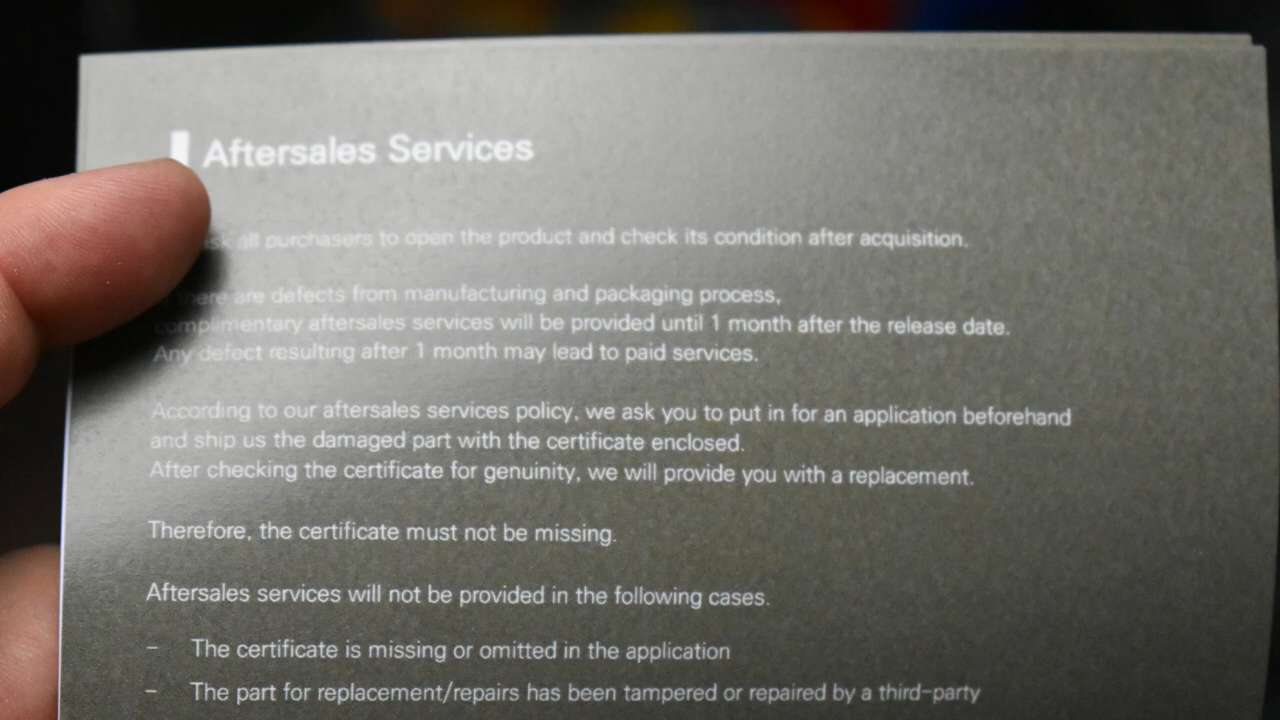 Aftersales Services
ask all purchasers to open the product and check its condition after acquisition.
there are defects from manufacturing and packaging process,
complimentary aftersales services will be provided until 1 month after the release date.
Any defect resulting after 1 month may lead to paid services.
According to our aftersales services policy, we ask you to put in for an application beforehand
and ship us the damaged part with the certificate enclosed.
After checking the certificate for genuinity, we will provide you with a replacement.
Therefore, the certificate must not be missing.
Aftersales services will not be provided in the following cases.
- The certificate is missing or omitted in the application
- The part for replacement/repairs has been tampered or repaired by a third-party